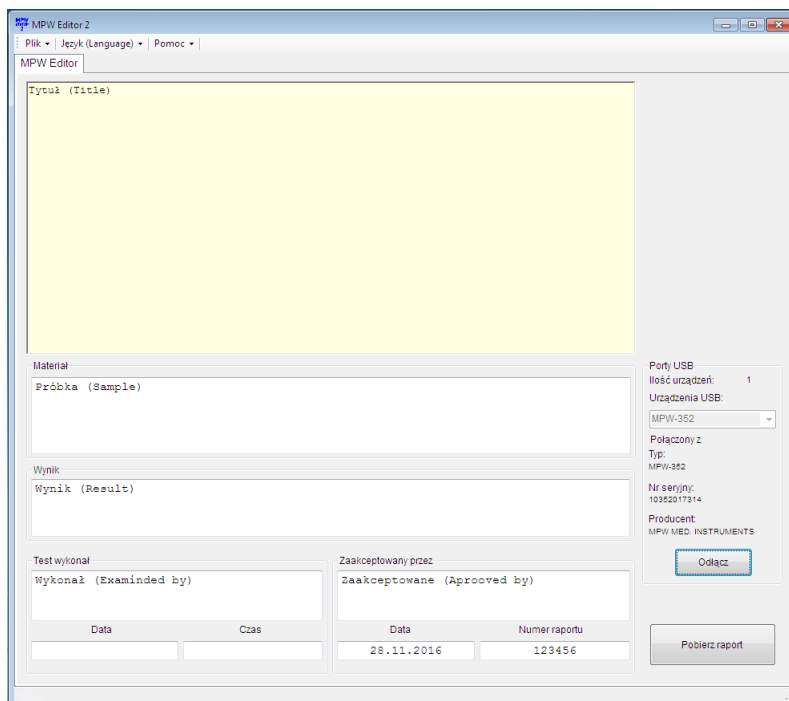 MPW Editor 2
Plik Język (Language) Pomoc
MPW Editor
Tytuł (Title)
Materiał
Próbka (Sample)
Wynik
Wynik (Result)
Test wykonał
Wykonał (Examinded by)
Data Czas
Zaakceptowany przez
Zaakceptowane (Aprooved by)
Data Numer raportu
28.11.2016 123456
Porty USB
Ilość urządzeń: 1
Urządzenia USB:
MPW-352
Połączony z
Typ:
MPW-352
Nr seryjny:
10352017314
Producent:
MPW MED. INSTRUMENTS
Odłącz
Pobierz raport